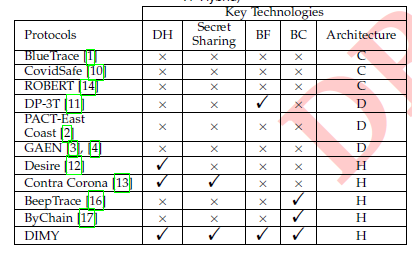 Key Technologies
Protocols DH Secret Sharing BF BC Architecture
BlueTrace [1] × × × × C
CovidSafe [10] × × × × C
ROBERT [14] × × × × C
DP-3T [11] × × ✓ × D
PACT-East Coast [2] × × × × D
GAEN [3], [4] × × × × D
Desire [12] ✓ × × × H
Contra Corona [13] ✓ ✓ × × H
BeepTrace [16] × × × ✓ H
ByChain [17] × × × ✓ H
DIMY ✓ ✓ ✓ ✓ H